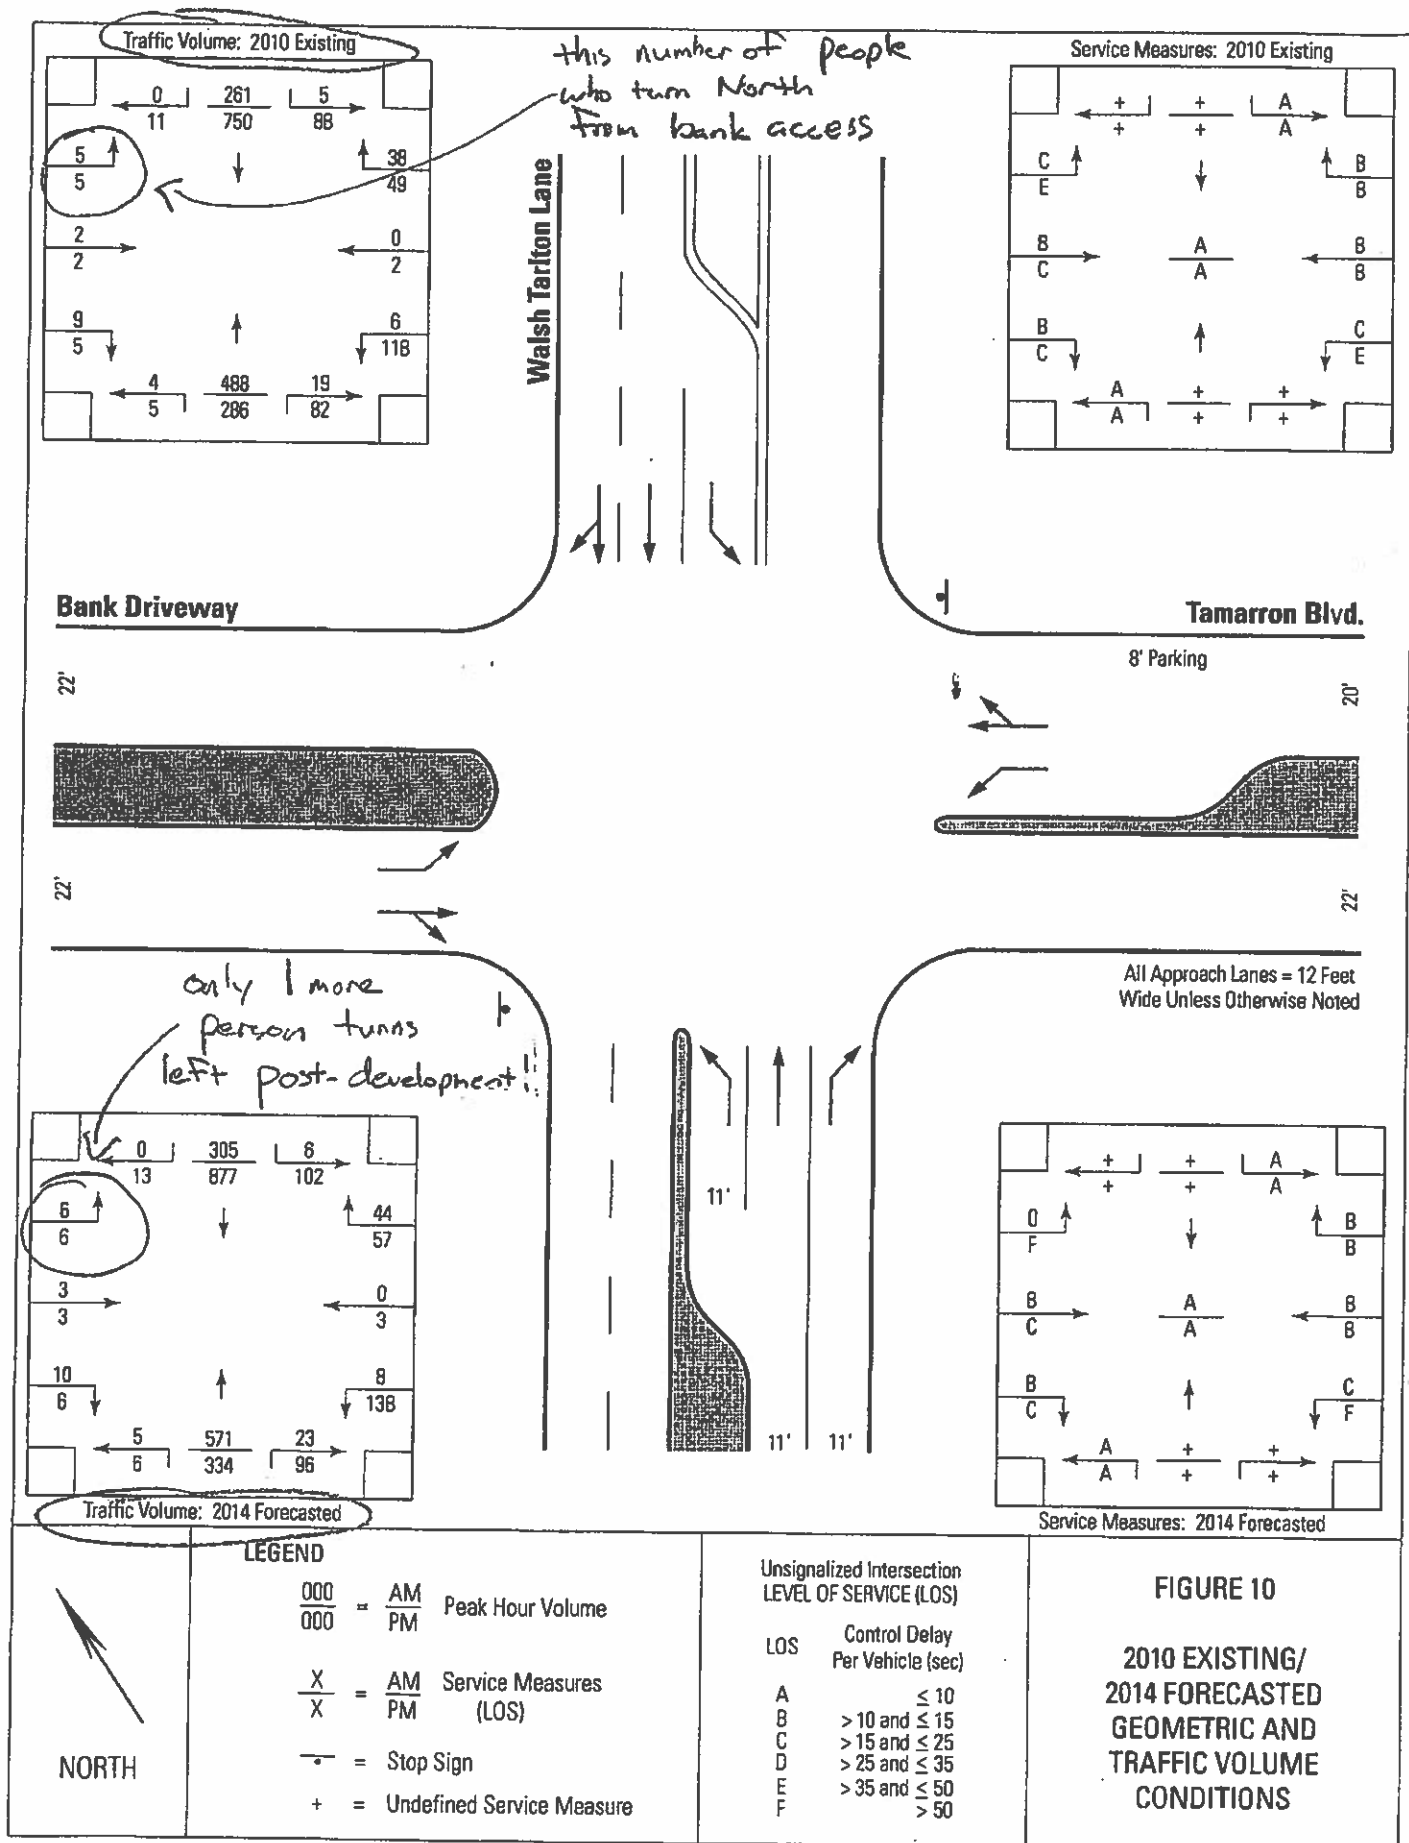 Traffic Volume: 2010 Existing
this number of people
who turn North
from bank access
Service Measures: 2010 Existing
0 261 5
11 750 88
5 38
5 49
2 0
2 2
9 6
5 118
4 488 19
5 286 82
+ + A
+ + A
C B
E B
B A B
C A B
B C
C E
A + +
A + +
Walsh Tarlton Lane
Bank Driveway
Tamarron Blvd.
8' Parking
22'
20'
22'
22'
All Approach Lanes = 12 Feet
Wide Unless Otherwise Noted
only 1 more
person turns
left post-development!!
0 305 6
13 877 102
6 44
6 57
3 0
3 3
10 8
6 138
5 571 23
6 334 96
Traffic Volume: 2014 Forecasted
11'
11' 11'
+ + A
+ + A
D B
F B
B A B
C A B
B C
C F
A + +
A + +
Service Measures: 2014 Forecasted
NORTH
LEGEND
000 = AM Peak Hour Volume
000 PM
X = AM Service Measures
X PM (LOS)
= Stop Sign
+ = Undefined Service Measure
Unsignalized Intersection
LEVEL OF SERVICE (LOS)
LOS Control Delay
Per Vehicle (sec)
A ≤ 10
B > 10 and ≤ 15
C > 15 and ≤ 25
D > 25 and ≤ 35
E > 35 and ≤ 50
F > 50
FIGURE 10
2010 EXISTING/
2014 FORECASTED
GEOMETRIC AND
TRAFFIC VOLUME
CONDITIONS